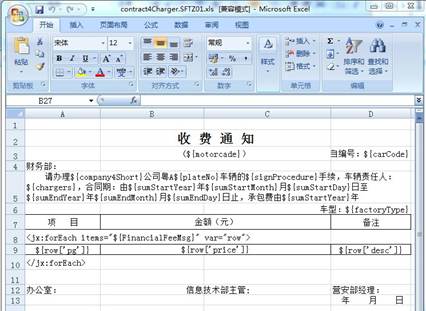 contract4Charger.SFTZ01.xls [兼容模式] - Microsoft Excel
开始 插入 页面布局 公式 数据 审阅 视图
粘贴
宋体 12
样式
插入
删除
格式
排序和筛选 查找和选择
剪贴板 字体 对齐方式 数字 单元格 编辑
B27 fx
A B C D
1
2 收 费 通 知
3 (${motorcade}) 自编号:${carCode}
4 财务部:
请办理${company4Short}公司粤A${plateNo}车辆的${signProcedure}手续,车辆责任人:
${chargers},合同期:由${sumStartYear}年${sumStartMonth}月${sumStartDay}日至
5 ${sumEndYear}年${sumEndMonth}月${sumEndDay}日止,承包费由${sumStartYear}年
6 车型:${factoryType}
7 项 目 金额(元) 备注
8 <jx:forEach items="${FinancialFeeMsg}" var="row">
9 ${row['pg']} ${row['price']} ${row['desc']}
10 </jx:forEach>
11
12 办公室: 信息技术部主管: 营安部经理:
13 年 月 日